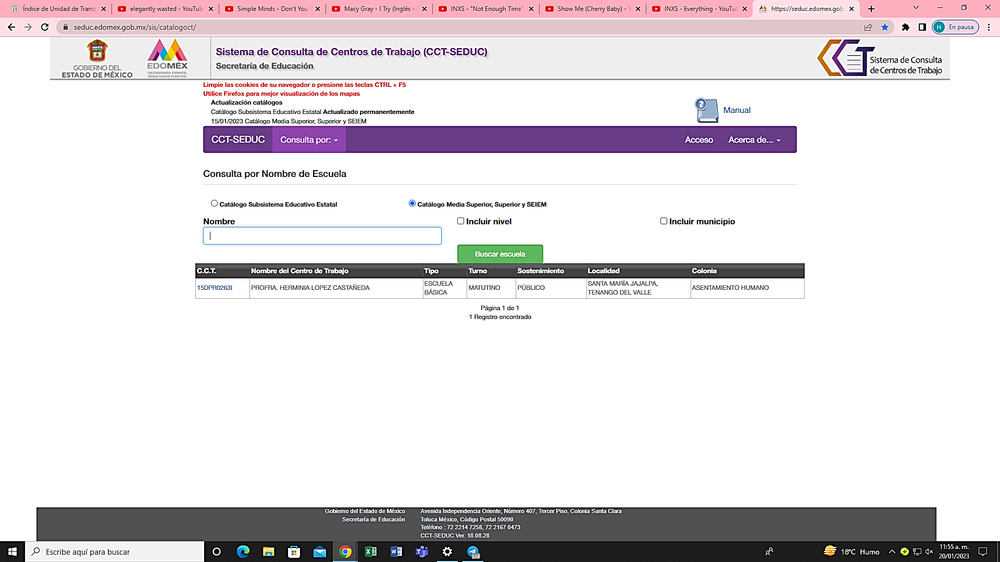 Índice de Unidad de Transp
elegantly wasted - YouTube
Simple Minds - Don't You
Macy Gray - I Try (Inglés -
INXS - "Not Enough Time"
Show Me (Cherry Baby) - Y
INXS - Everything - YouTub
https://seduc.edomex.gob
seduc.edomex.gob.mx/sis/catalogoct/
H
En pausa
GOBIERNO DEL
ESTADO DE MÉXICO
EDOMÉX
DECISIONES FIRMES,
RESULTADOS FUERTES.
Sistema de Consulta de Centros de Trabajo (CCT-SEDUC)
Secretaría de Educación
Sistema de Consulta
de Centros de Trabajo
Limpie las cookies de su navegador o presione las teclas CTRL + F5
Utilice Firefox para mejor visualización de los mapas
Actualización catálogos
Catálogo Subsistema Educativo Estatal Actualizado permanentemente
15/01/2023 Catálogo Media Superior, Superior y SEIEM
Manual
CCT-SEDUC Consulta por: Acceso Acerca de...
Consulta por Nombre de Escuela
Catálogo Subsistema Educativo Estatal Catálogo Media Superior, Superior y SEIEM
Nombre Incluir nivel Incluir municipio
Buscar escuela
C.C.T. Nombre del Centro de Trabajo Tipo Turno Sostenimiento Localidad Colonia
15DPR0263I PROFRA. HERMINIA LOPEZ CASTAÑEDA ESCUELA BÁSICA MATUTINO PÚBLICO SANTA MARÍA JAJALPA, TENANGO DEL VALLE ASENTAMIENTO HUMANO
Página 1 de 1
1 Registro encontrado
Gobierno del Estado de México
Secretaría de Educación
Avenida Independencia Oriente, Número 407, Tercer Piso, Colonia Santa Clara
Toluca México, Código Postal 50090
Teléfono : 72 2214 7258, 72 2167 0473
CCT-SEDUC Ver. 18.08.28
Escribe aquí para buscar
328
18°C Humo
11:55 a. m.
20/01/2023